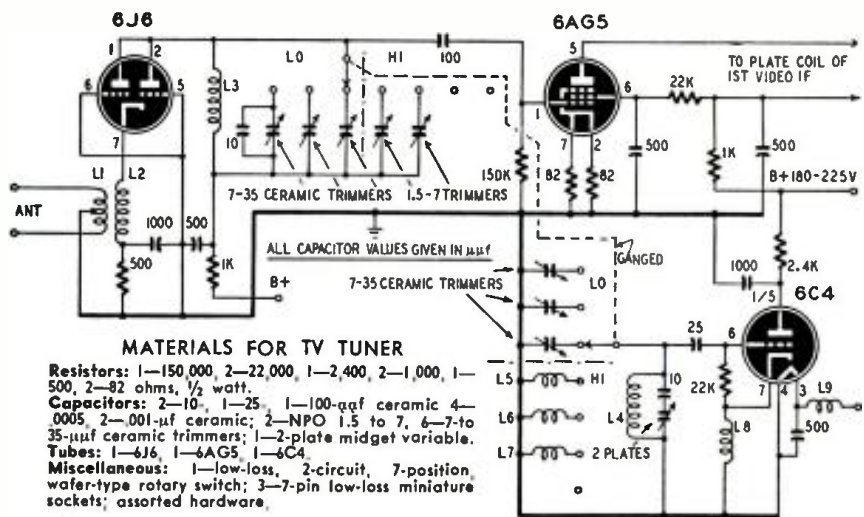 6J6
6AG5
1
2
6
5
7
L3
LO
HI
100
10
7-35 CERAMIC TRIMMERS
1.5-7 TRIMMERS
L1
L2
ANT
1000
500
500
1K
B+
5
1
6
7
2
TO PLATE COIL OF
1ST VIDEO IF
22K
500
1K
500
150K
82
82
B+180-225V
ALL CAPACITOR VALUES GIVEN IN μμf
GANGED
7-35 CERAMIC TRIMMERS
LO
1000
2.4K
1/5
6C4
25
6
22K
7
4
3
L9
L5
HI
L6
L7
L4
10
2 PLATES
L8
500
MATERIALS FOR TV TUNER
Resistors: 1—150,000, 2—22,000, 1—2,400, 2—1,000, 1—
500, 2—82 ohms, ½ watt.
Capacitors: 2—10, 1—25, 1—100-μμf ceramic 4—
.0005, 2—.001-μf ceramic; 2—NPO 1.5 to 7, 6—7-to
35-μμf ceramic trimmers; 1—2-plate midget variable.
Tubes: 1—6J6, 1—6AG5, 1—6C4.
Miscellaneous: 1—low-loss, 2-circuit, 7-position
wafer-type rotary switch; 3—7-pin low-loss miniature
sockets; assorted hardware.